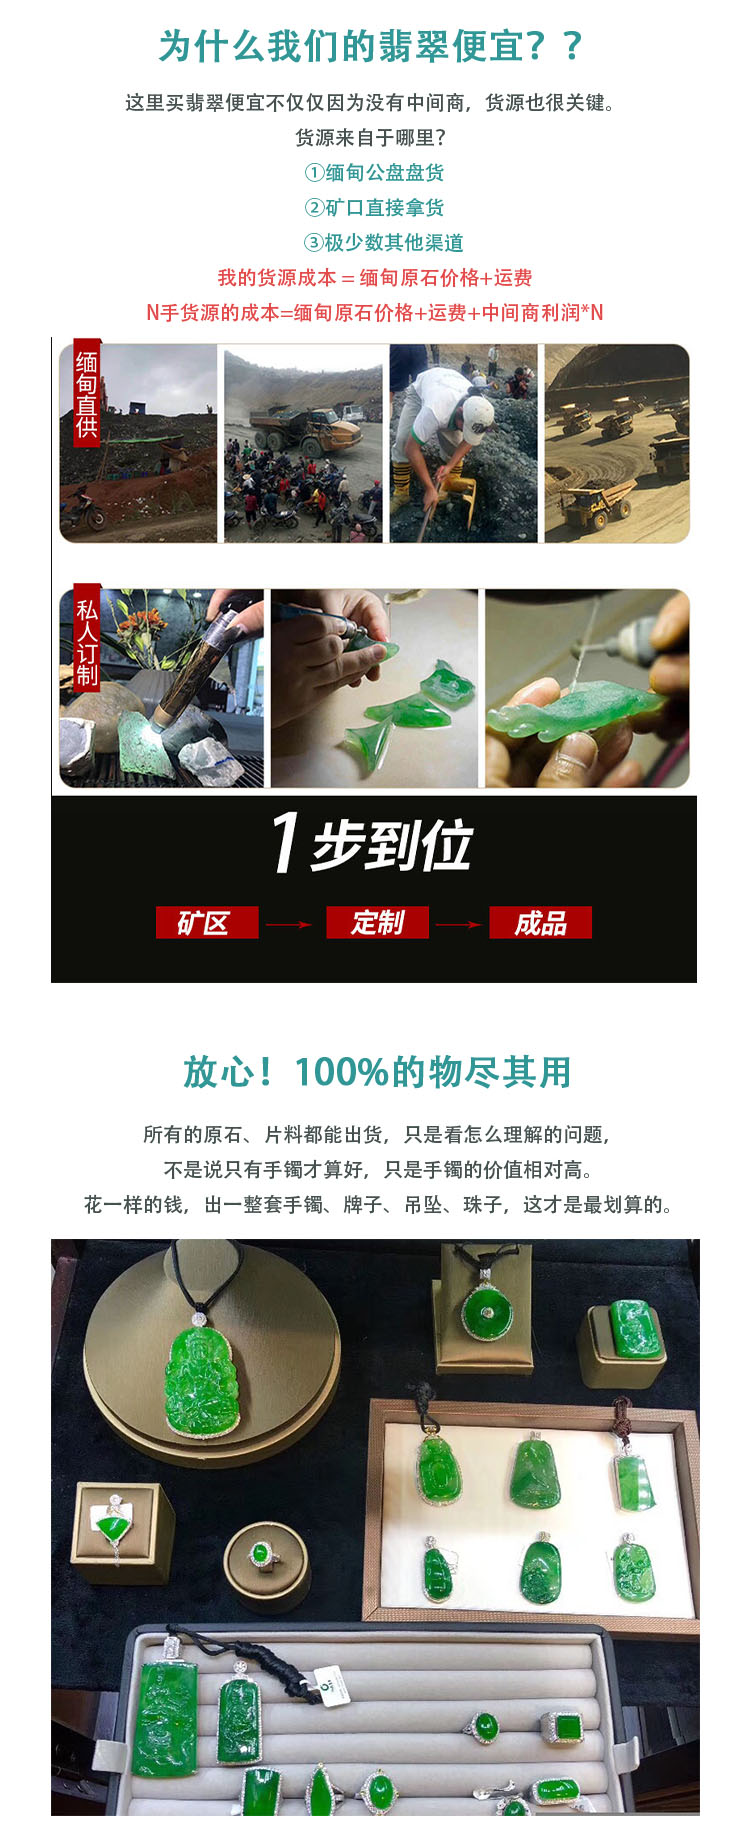 为什么我们的翡翠便宜？？
这里买翡翠便宜不仅仅因为没有中间商，货源也很关键。
货源来自于哪里？
①缅甸公盘盘货
②矿口直接拿货
③极少数其他渠道
我的货源成本 = 缅甸原石价格+运费
N手货源的成本=缅甸原石价格+运费+中间商利润*N
缅甸直供
私人订制
1步到位
矿区
定制
成品
放心！100%的物尽其用
所有的原石、片料都能出货，只是看怎么理解的问题，
不是说只有手镯才算好，只是手镯的价值相对高。
花一样的钱，出一整套手镯、牌子、吊坠、珠子，这才是最划算的。